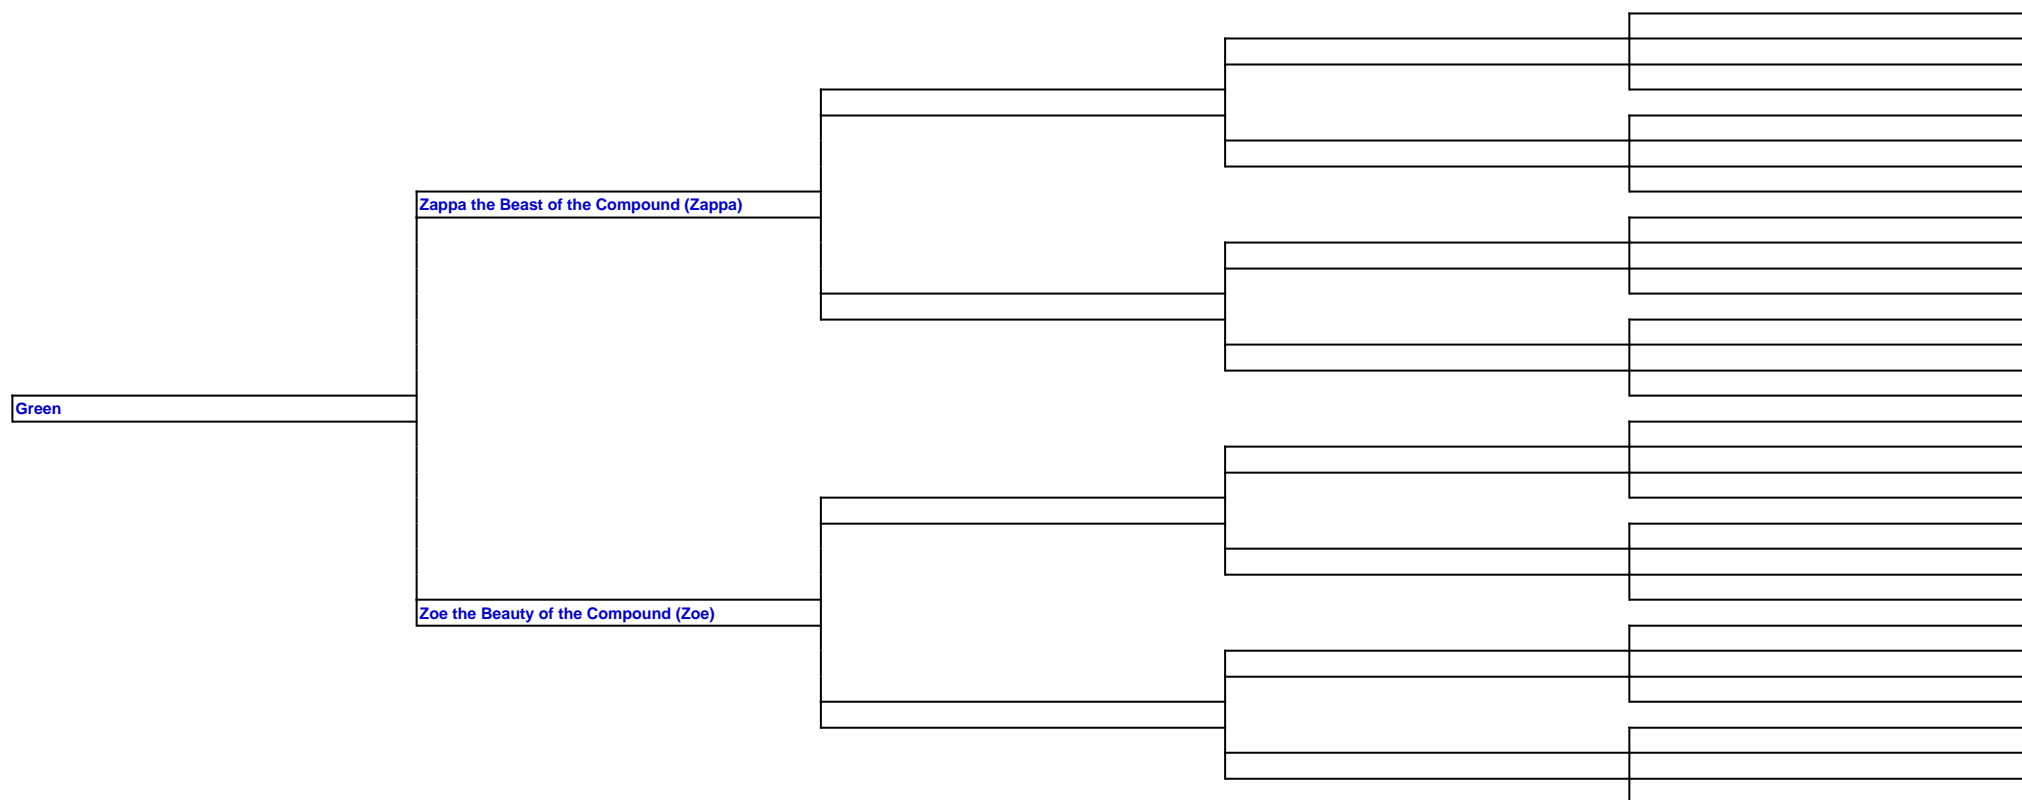 Zappa the Beast of the Compound (Zappa)
Green
Zoe the Beauty of the Compound (Zoe)